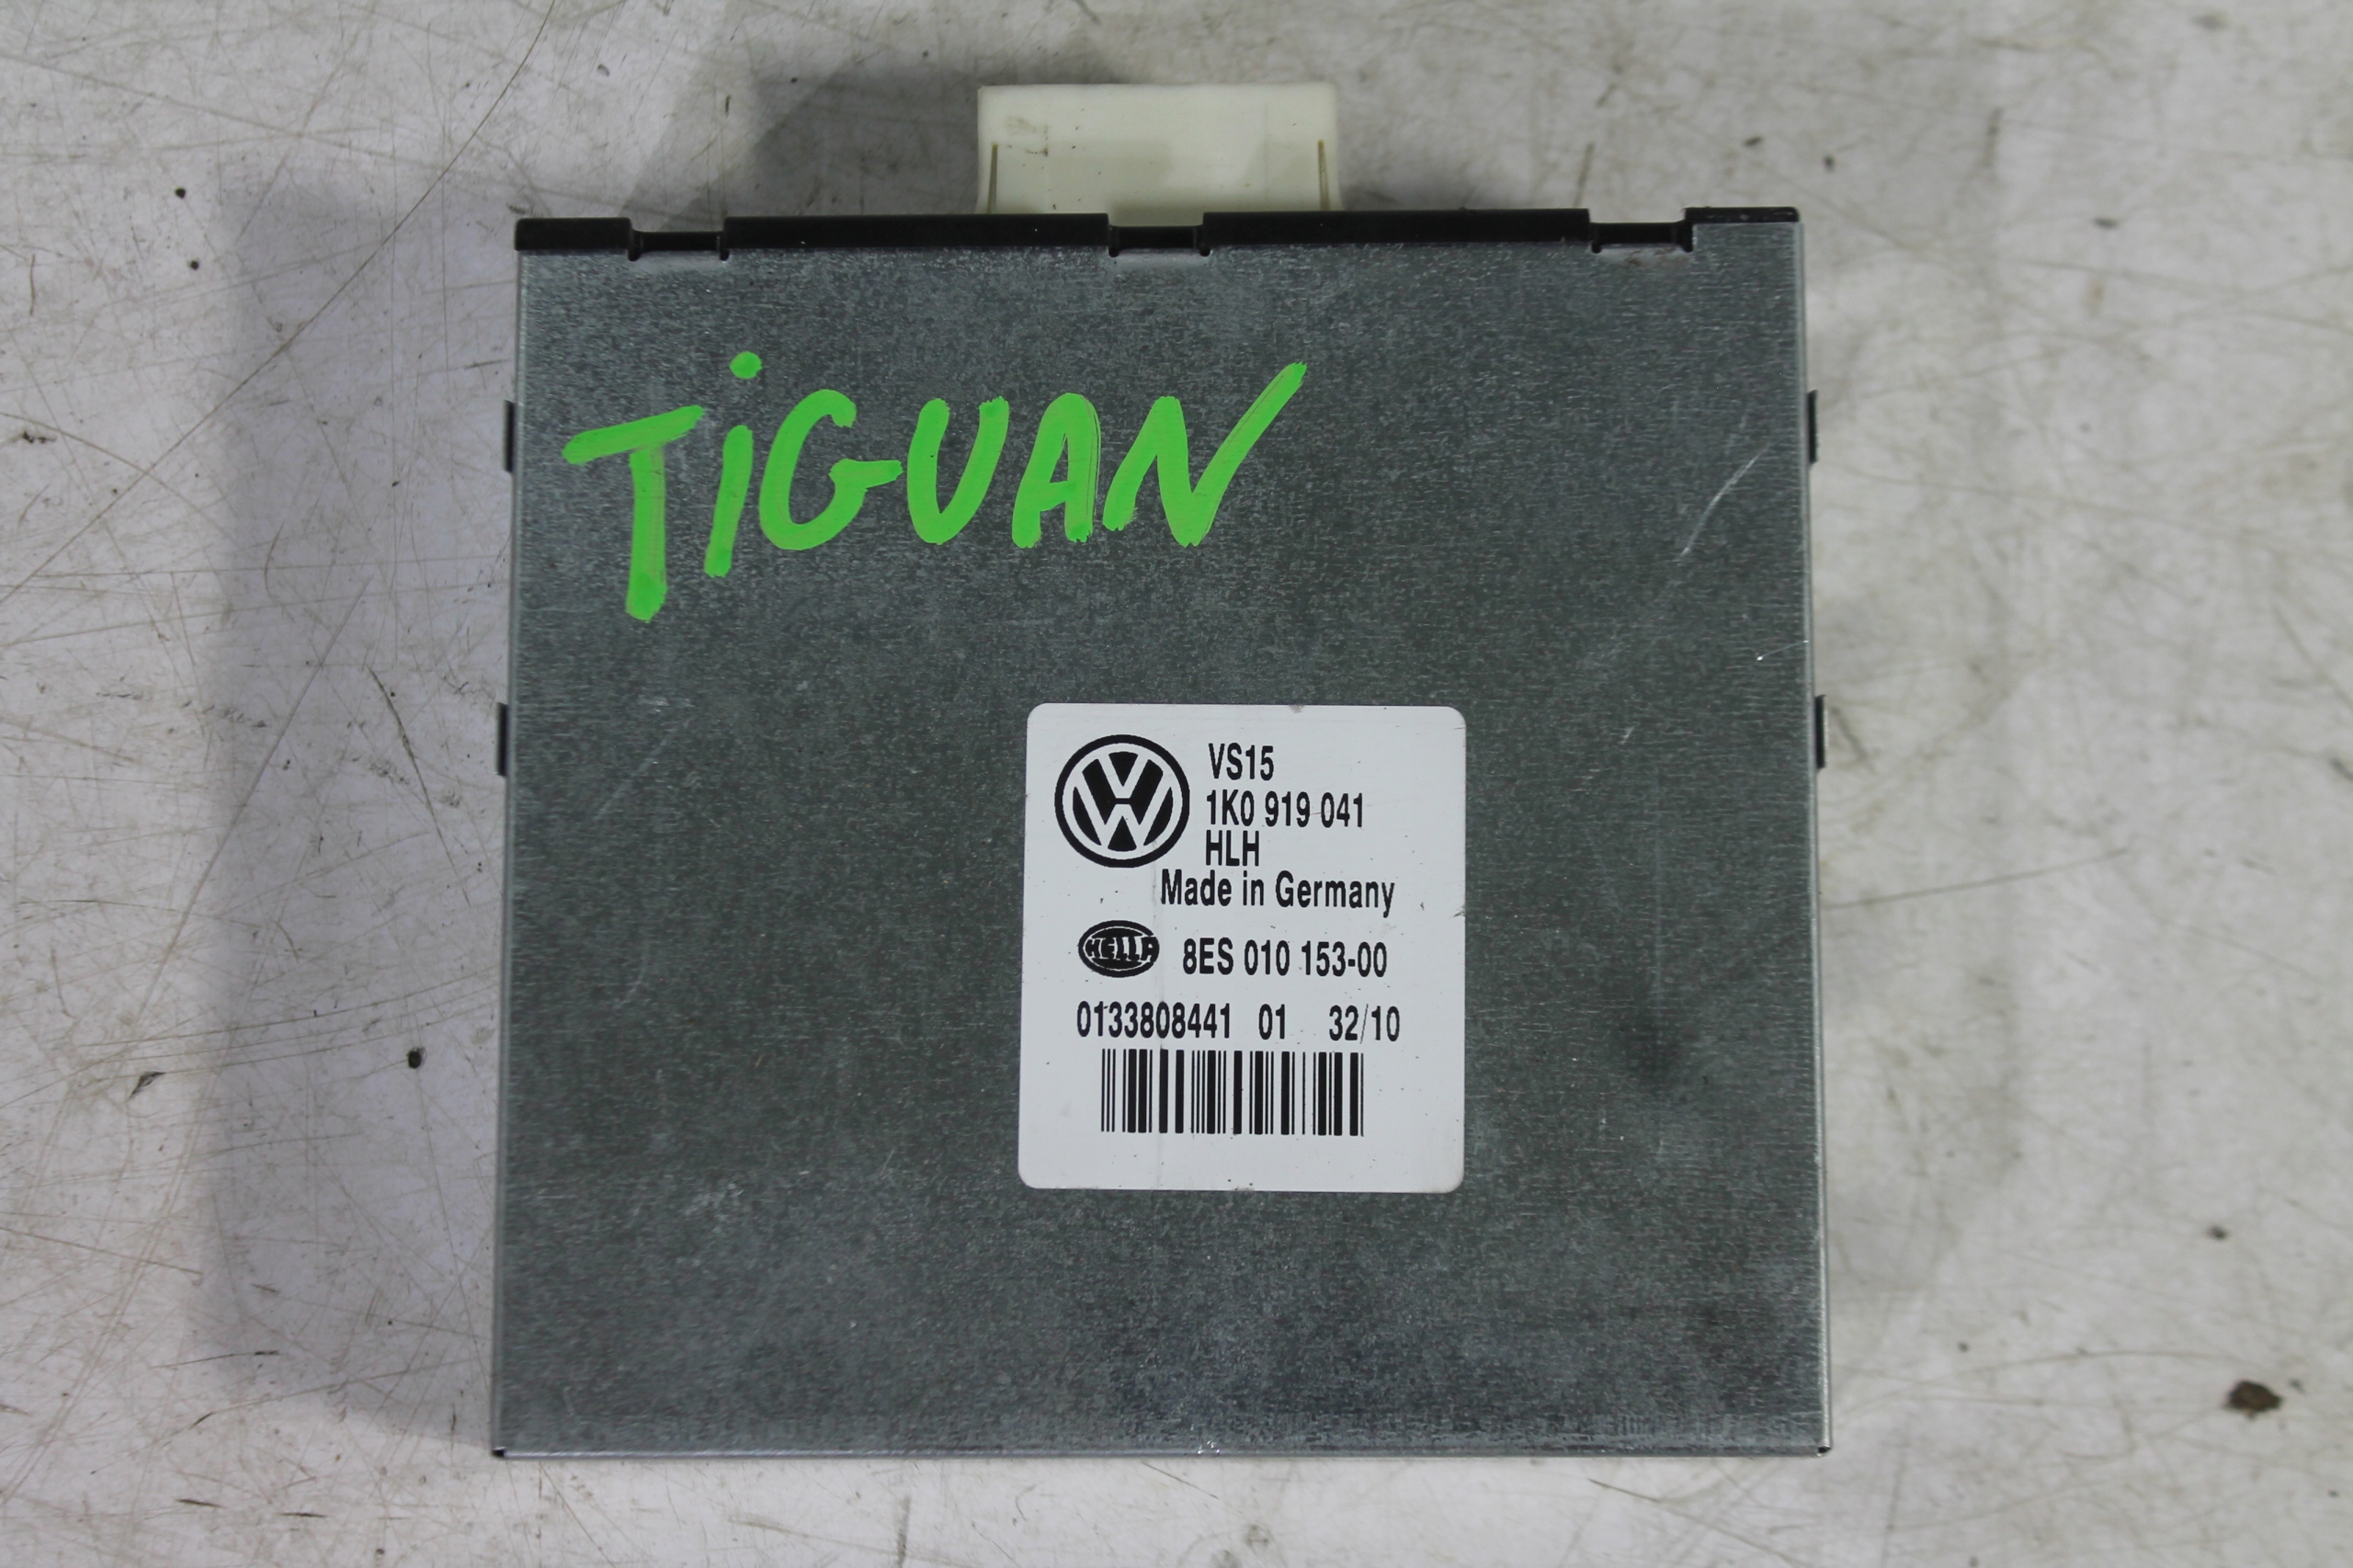 TiGUAN
VS15
1K0 919 041
HLH
Made in Germany
HELLA
8ES 010 153-00
0133808441 01 32/10